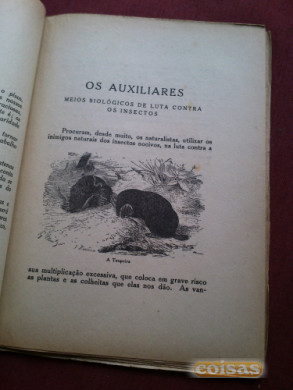 OS AUXILIARES
MEIOS BIOLÓGICOS DE LUTA CONTRA
OS INSECTOS
Procuram, desde muito, os naturalistas, utilizar os
inimigos naturais dos insectos nocivos, na luta contra a
A Toupeira
sua multiplicação excessiva, que coloca em grave risco
as plantas e as colheitas que elas nos dão. As van-
coisas